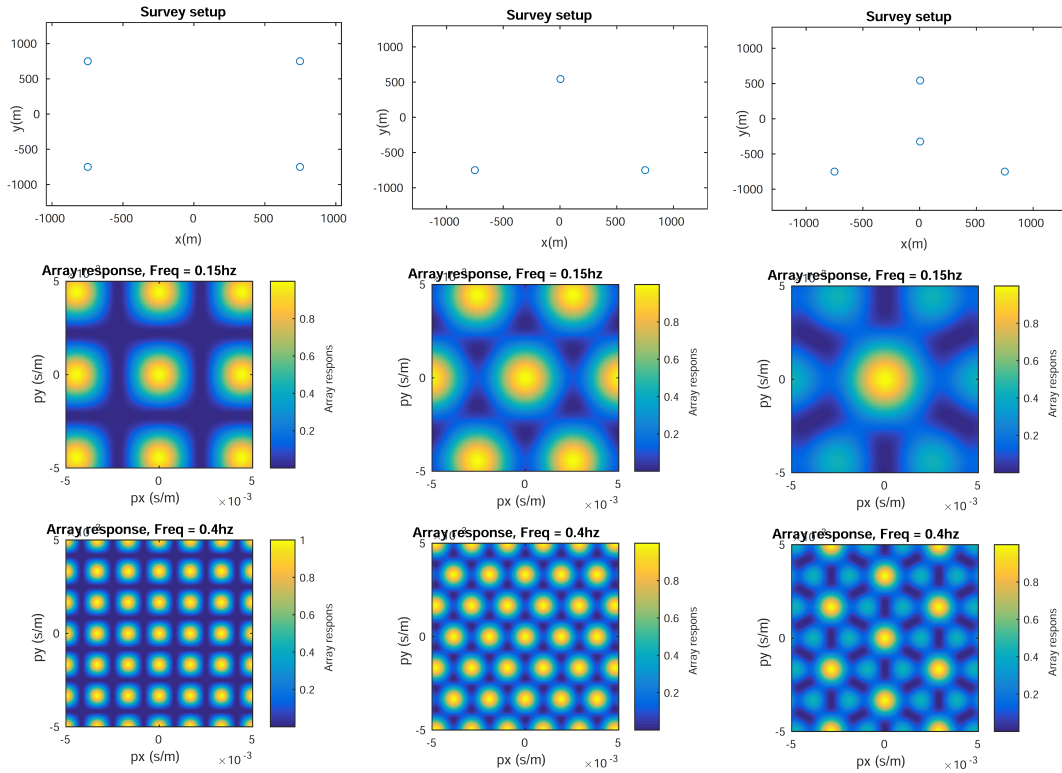 Survey setup
1000
500
0
-500
-1000
y(m)
-1000 -500 0 500 1000
x(m)
Survey setup
1000
500
0
-500
-1000
y(m)
-1000 -500 0 500 1000
x(m)
Survey setup
1000
500
0
-500
-1000
y(m)
-1000 -500 0 500 1000
x(m)
Array response, Freq = 0.15hz
5
0
-5
py (s/m)
-5 0 5
px (s/m)
×10⁻³
0.8
0.6
0.4
0.2
Array respons
Array response, Freq = 0.15hz
5
0
-5
py (s/m)
-5 0 5
px (s/m)
×10⁻³
0.8
0.6
0.4
0.2
Array respons
Array response, Freq = 0.15hz
5
0
-5
py (s/m)
-5 0 5
px (s/m)
×10⁻³
0.8
0.6
0.4
0.2
Array respons
Array response, Freq = 0.4hz
5
0
-5
py (s/m)
-5 0 5
px (s/m)
×10⁻³
1
0.8
0.6
0.4
0.2
Array respons
Array response, Freq = 0.4hz
5
0
-5
py (s/m)
-5 0 5
px (s/m)
×10⁻³
0.8
0.6
0.4
0.2
Array respons
Array response, Freq = 0.4hz
5
0
-5
py (s/m)
-5 0 5
px (s/m)
×10⁻³
0.8
0.6
0.4
0.2
Array respons